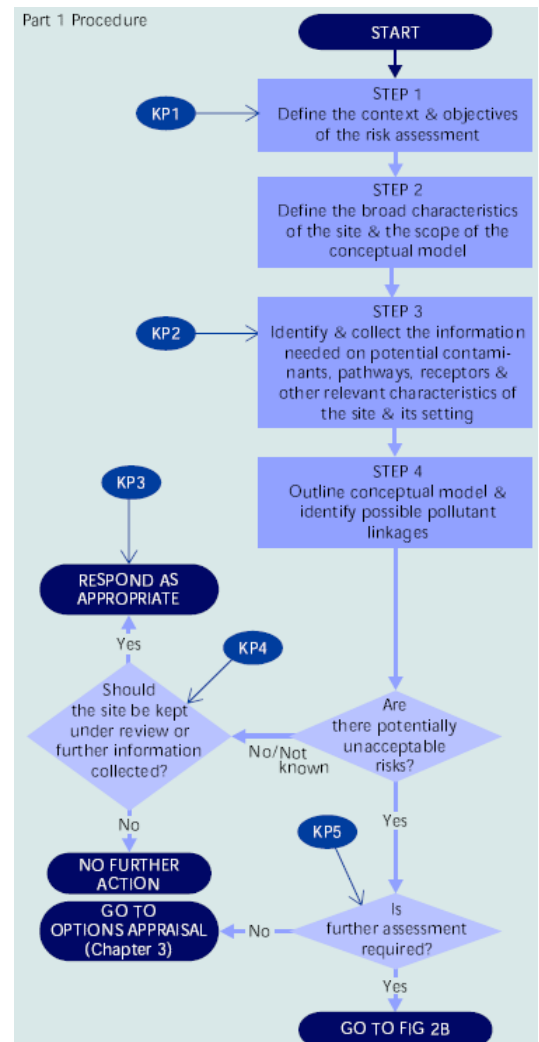 Part 1 Procedure
START
KP1
STEP 1
Define the context & objectives
of the risk assessment
STEP 2
Define the broad characteristics
of the site & the scope of the
conceptual model
KP2
STEP 3
Identify & collect the information
needed on potential contami-
nants, pathways, receptors &
other relevant characteristics of
the site & its setting
STEP 4
Outline conceptual model &
identify possible pollutant
linkages
KP3
RESPOND AS
APPROPRIATE
Yes
KP4
Should
the site be kept
under review or
further information
collected?
No/Not
known
Are
there potentially
unacceptable
risks?
No
Yes
NO FURTHER
ACTION
KP5
GO TO
OPTIONS APPRAISAL
(Chapter 3)
No
Is
further assessment
required?
Yes
GO TO FIG 2B